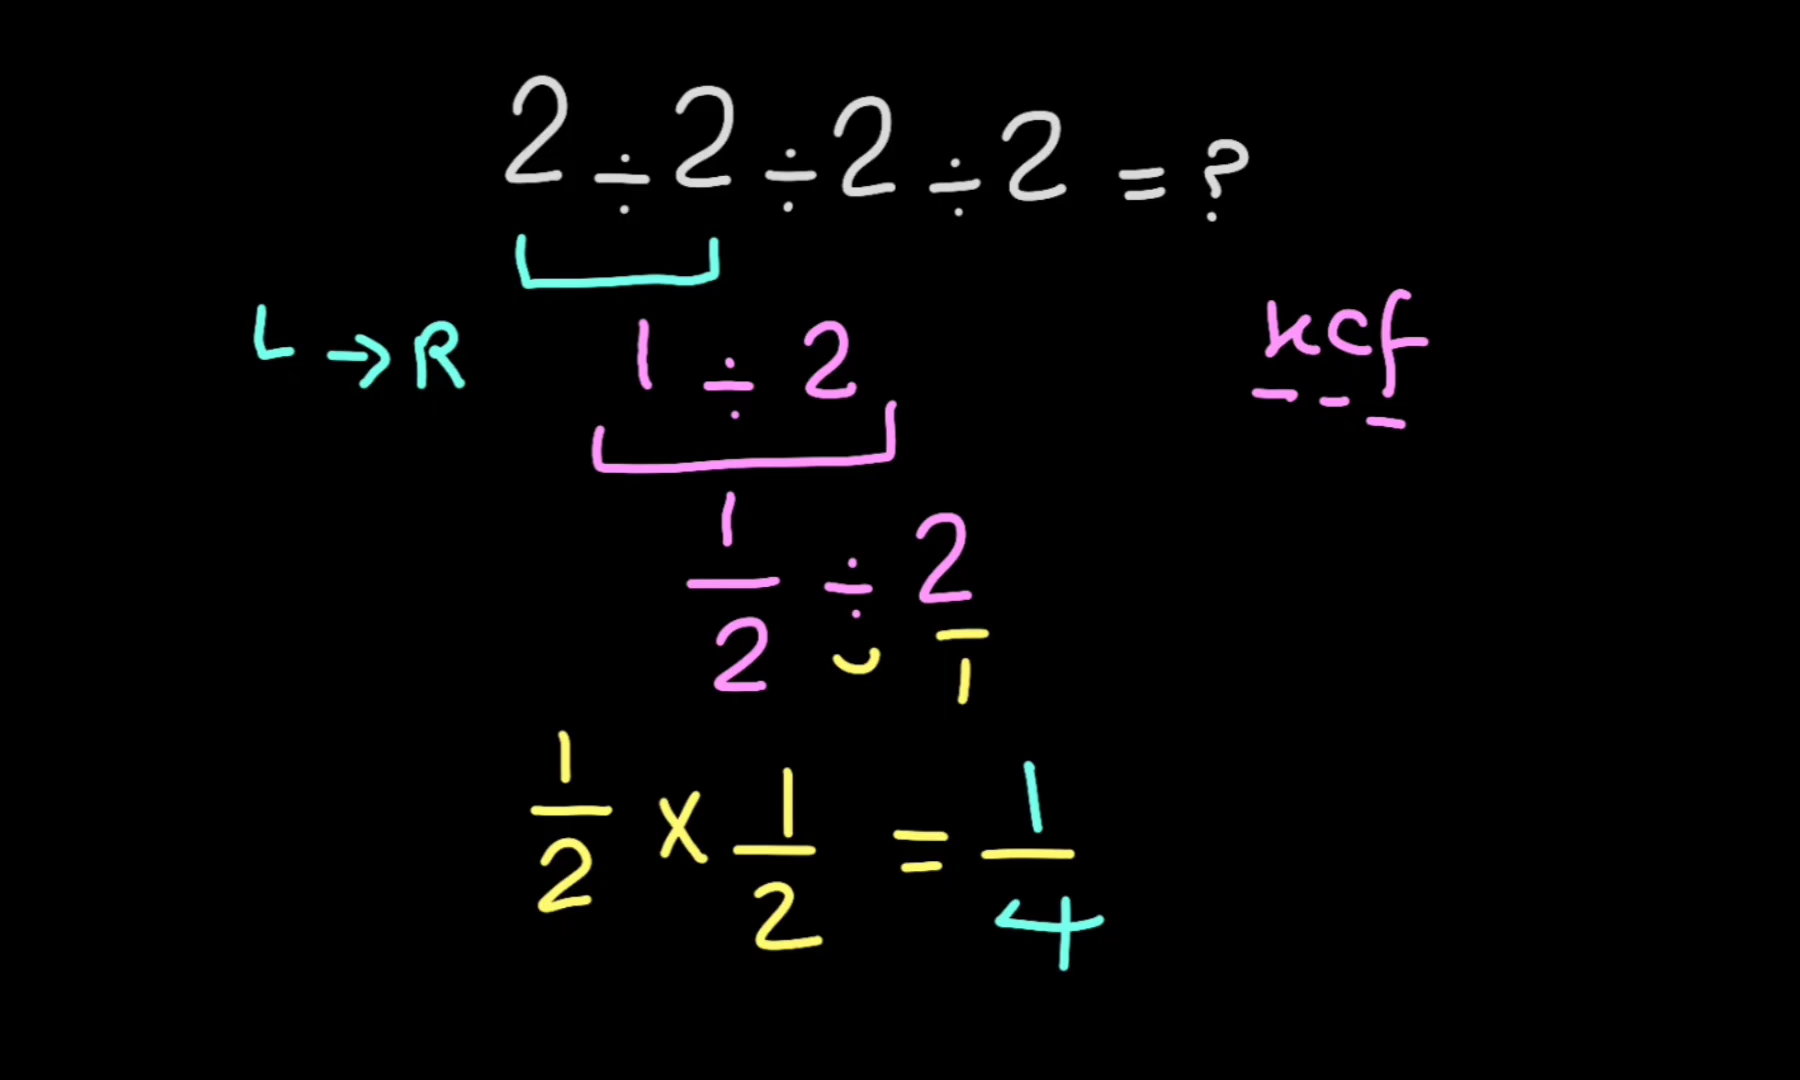 2 ÷ 2 ÷ 2 ÷ 2 = ?
L → R
1 ÷ 2
kcf
1/2 ÷ 2/1
1/2 × 1/2 = 1/4